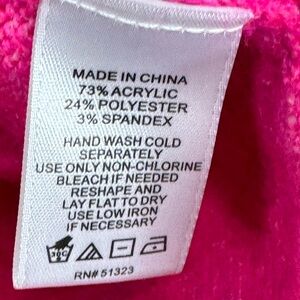 MADE IN CHINA
73% ACRYLIC
24% POLYESTER
3% SPANDEX
HAND WASH COLD
SEPARATELY
USE ONLY NON-CHLORINE
BLEACH IF NEEDED
RESHAPE AND
LAY FLAT TO DRY
USE LOW IRON
IF NECESSARY
30C
RN# 51323